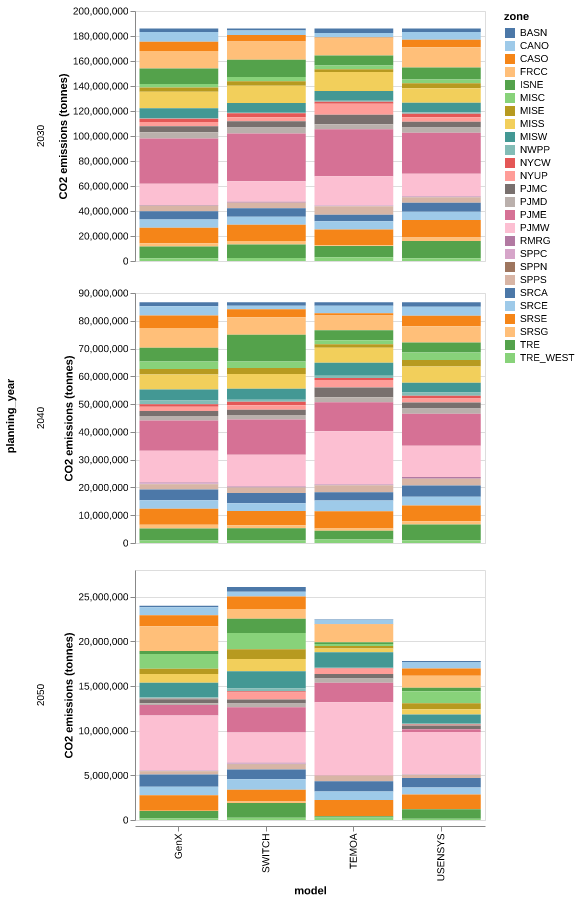 planning_year
2030
CO2 emissions (tonnes)
200,000,000
180,000,000
160,000,000
140,000,000
120,000,000
100,000,000
80,000,000
60,000,000
40,000,000
20,000,000
0
2040
CO2 emissions (tonnes)
90,000,000
80,000,000
70,000,000
60,000,000
50,000,000
40,000,000
30,000,000
20,000,000
10,000,000
0
2050
CO2 emissions (tonnes)
25,000,000
20,000,000
15,000,000
10,000,000
5,000,000
0
GenX
SWITCH
TEMOA
USENSYS
model
zone
BASN
CANO
CASO
FRCC
ISNE
MISC
MISE
MISS
MISW
NWPP
NYCW
NYUP
PJMC
PJMD
PJME
PJMW
RMRG
SPPC
SPPN
SPPS
SRCA
SRCE
SRSE
SRSG
TRE
TRE_WEST